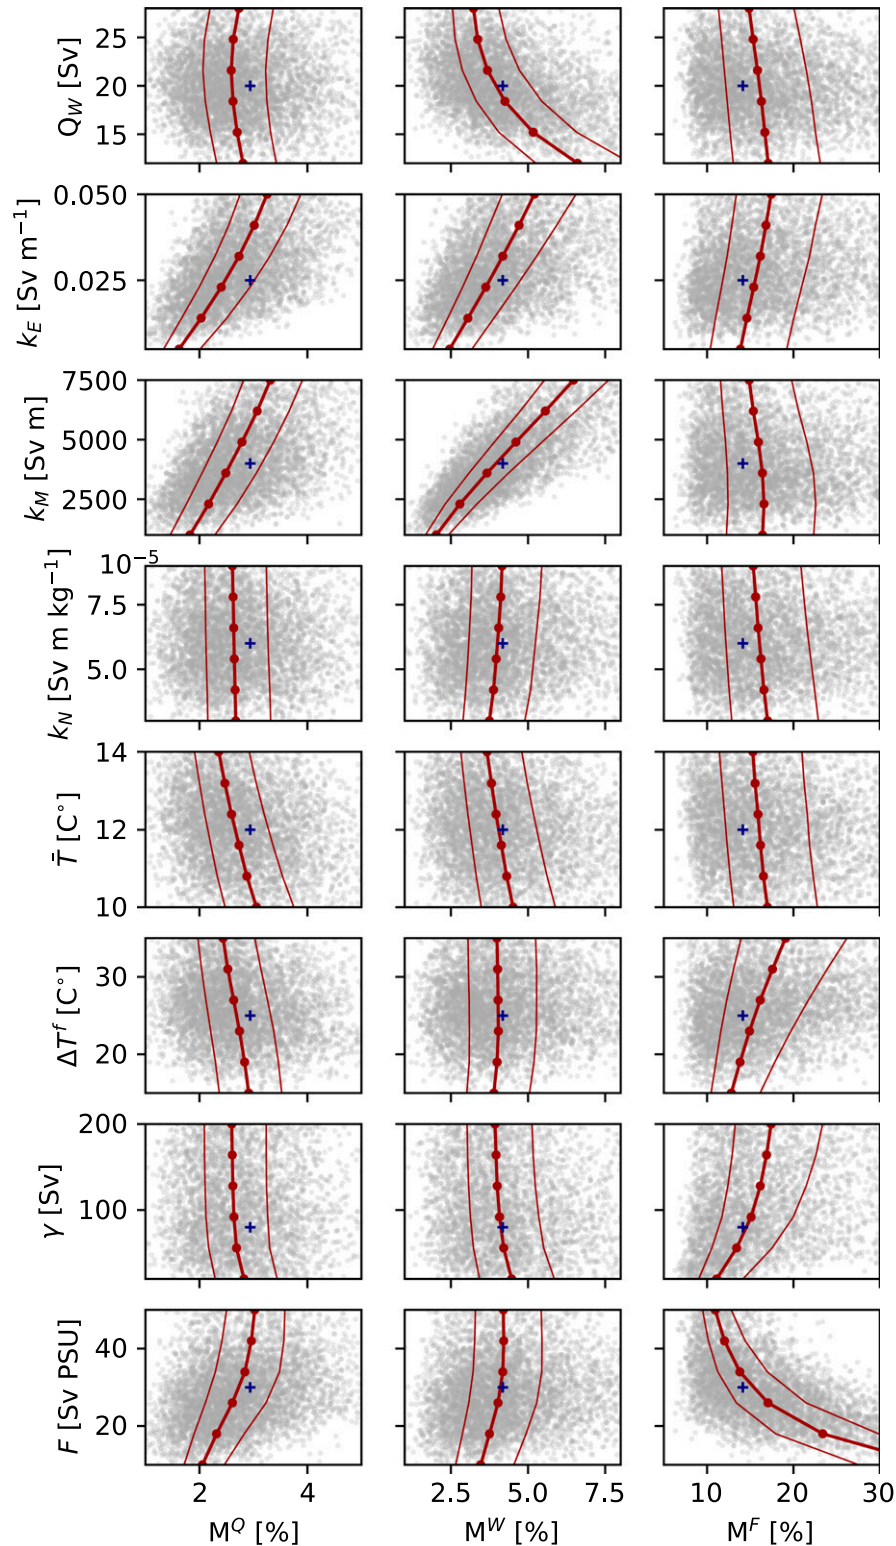 25
20
15
Q_W [Sv]
0.050
0.025
k_E [Sv m⁻¹]
7500
5000
2500
k_M [Sv m]
10⁻⁵
7.5
5.0
k_N [Sv m kg⁻¹]
14
12
10
T̄ [C°]
30
20
ΔT^f [C°]
200
100
γ [Sv]
40
20
F [Sv PSU]
2 4 2.5 5.0 7.5 10 20 30
M^Q [%] M^W [%] M^F [%]